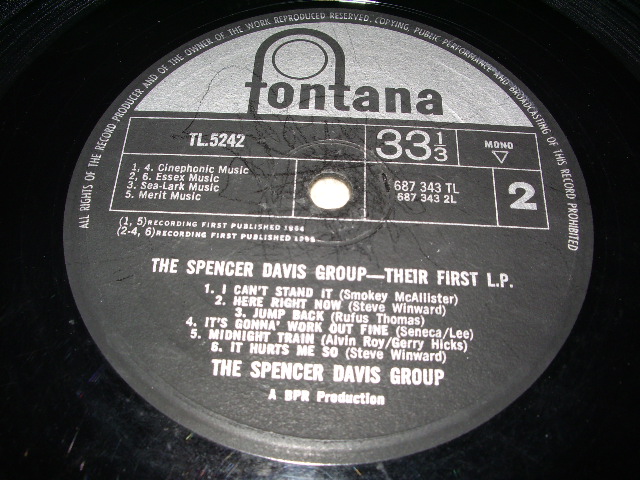 ALL RIGHTS OF THE RECORD PRODUCER AND OF THE OWNER OF THE WORK REPRODUCED RESERVED. COPYING, PUBLIC PERFORMANCE AND BROADCASTING OF THIS RECORD PROHIBITED
fontana
TL.5242
33 1/3
MONO
1, 4. Cinephonic Music
2, 6. Essex Music
3. Sea-Lark Music
5. Merit Music
687 343 TL
687 343 2L
2
(1, 5) RECORDING FIRST PUBLISHED 1964
(2-4, 6) RECORDING FIRST PUBLISHED
THE SPENCER DAVIS GROUP—THEIR FIRST L.P.
1. I CAN'T STAND IT (Smokey McAllister)
2. HERE RIGHT NOW (Steve Winward)
3. JUMP BACK (Rufus Thomas)
4. IT'S GONNA' WORK OUT FINE (Seneca/Lee)
5. MIDNIGHT TRAIN (Alvin Roy/Gerry Hicks)
6. IT HURTS ME SO (Steve Winward)
THE SPENCER DAVIS GROUP
A BPR Production